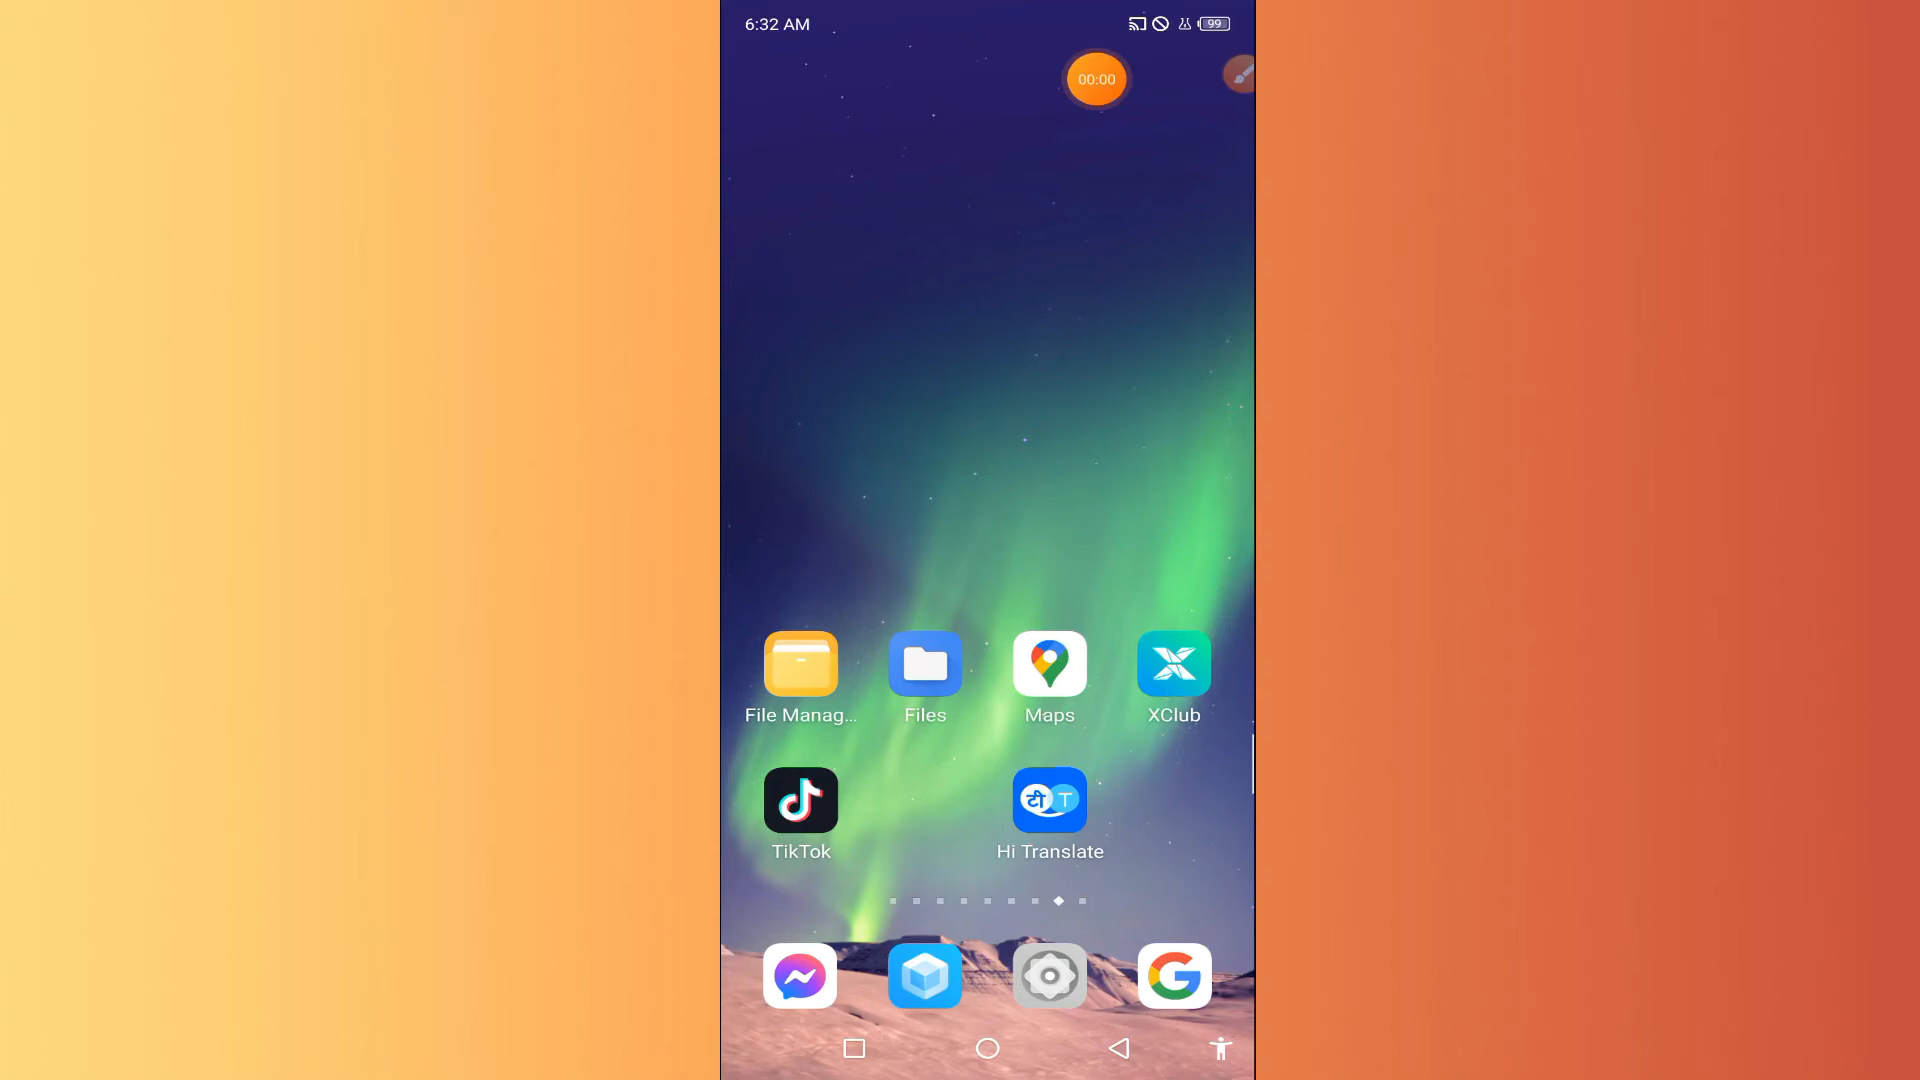 6:32 AM
99
00:00
File Manag...
Files
Maps
XClub
टी T
TikTok
Hi Translate